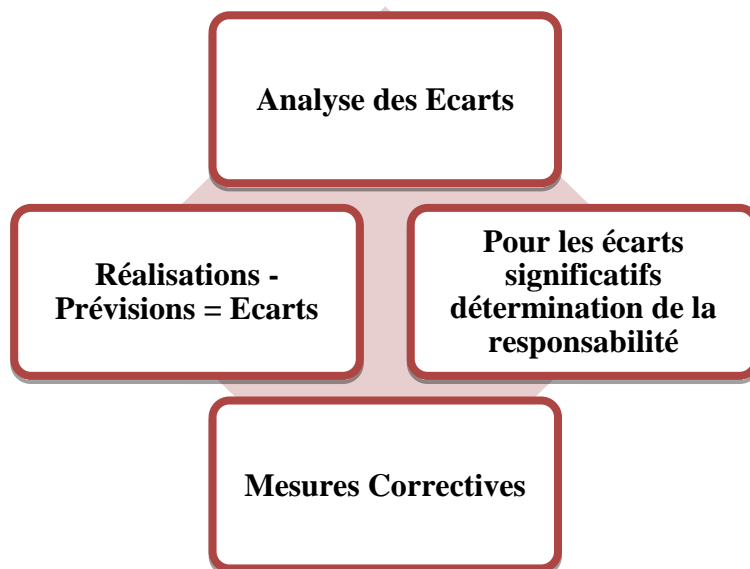 Analyse des Ecarts
Réalisations -
Prévisions = Ecarts
Pour les écarts
significatifs
détermination de la
responsabilité
Mesures Correctives